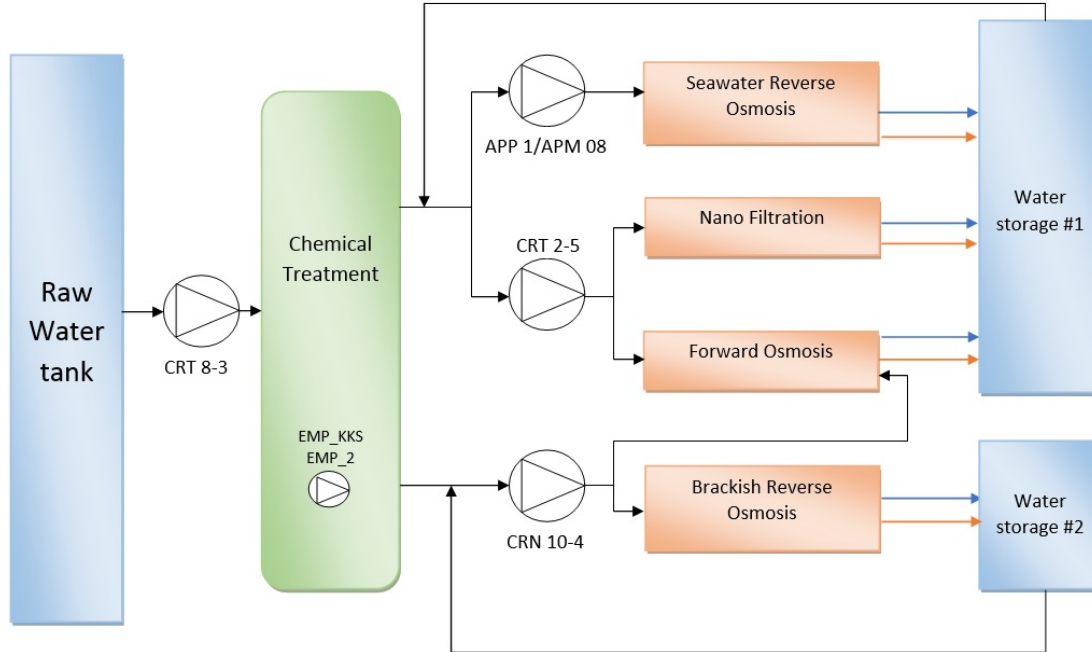 Raw
Water
tank
CRT 8-3
Chemical
Treatment
EMP_KKS
EMP_2
APP 1/APM 08
CRT 2-5
CRN 10-4
Seawater Reverse
Osmosis
Nano Filtration
Forward Osmosis
Brackish Reverse
Osmosis
Water
storage #1
Water
storage #2